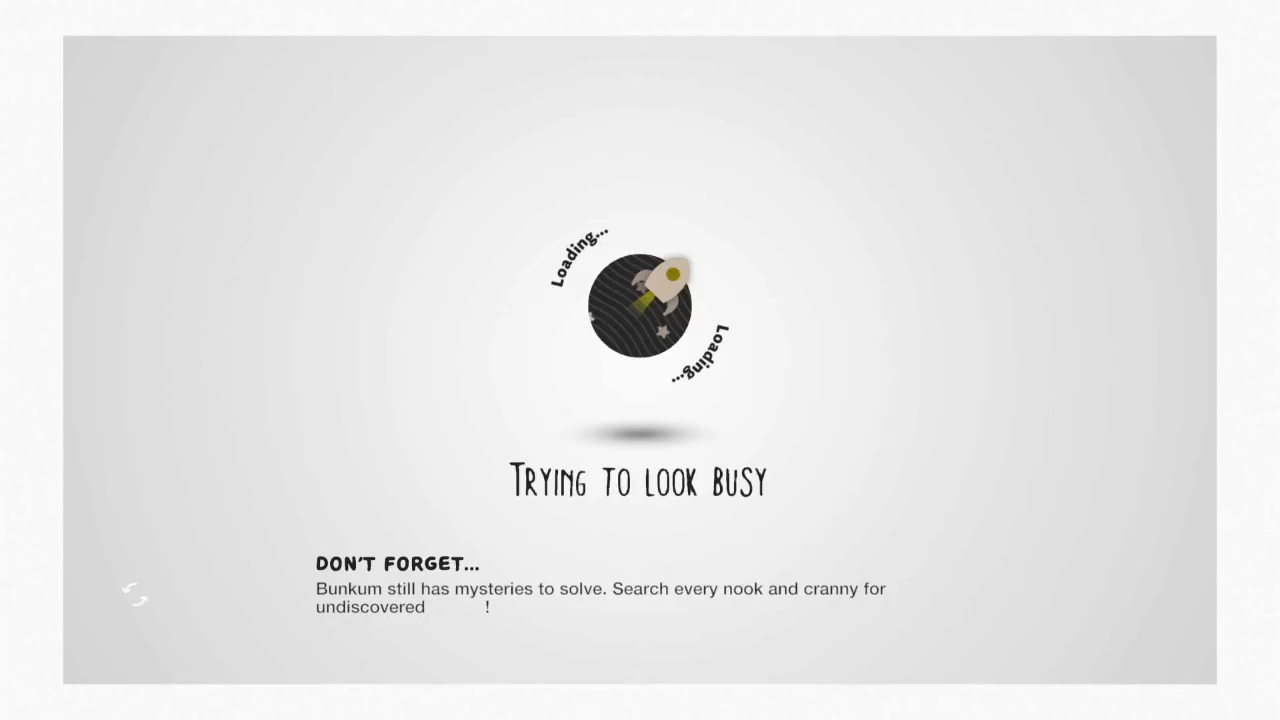 Loading...
Loading...
TRYING TO LOOK BUSY
DON'T FORGET...
Bunkum still has mysteries to solve. Search every nook and cranny for
undiscovered !